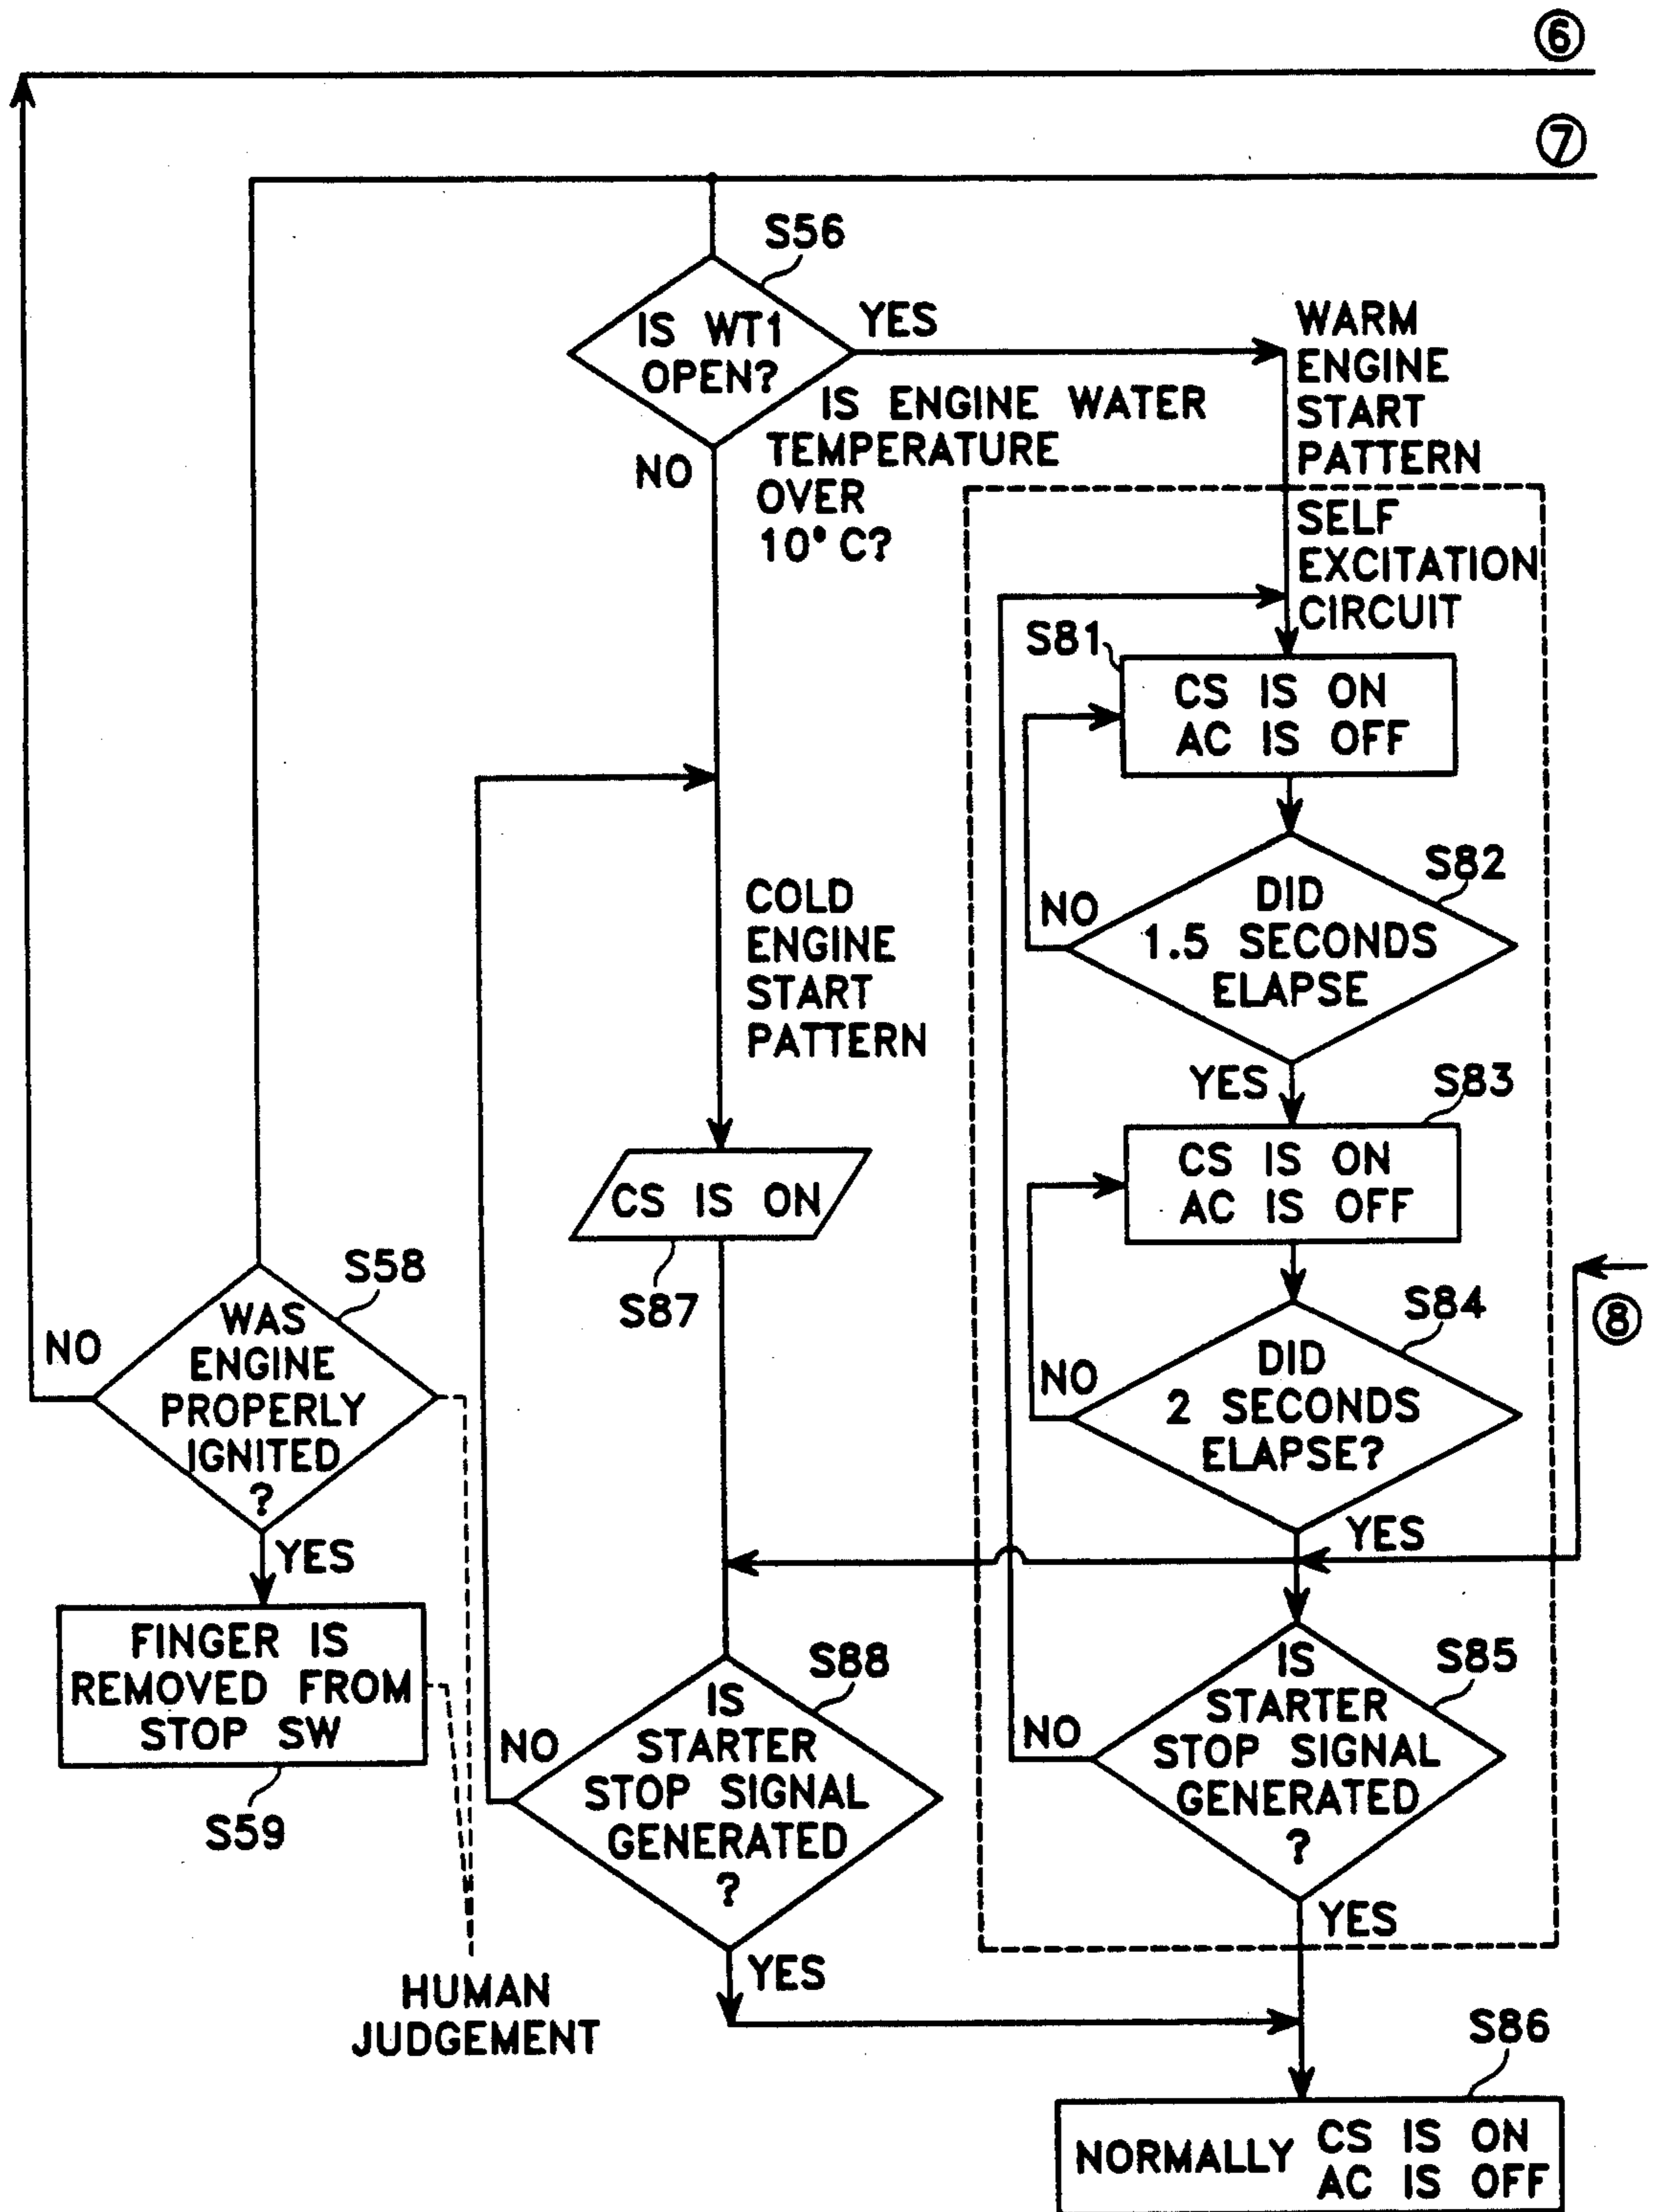 ⑥
⑦
S56
IS WT1
OPEN?
YES
IS ENGINE WATER
TEMPERATURE
OVER
10° C?
NO
WARM
ENGINE
START
PATTERN
SELF
EXCITATION
CIRCUIT
S81
CS IS ON
AC IS OFF
S82
DID
1.5 SECONDS
ELAPSE
NO
YES
COLD
ENGINE
START
PATTERN
S83
CS IS ON
AC IS OFF
CS IS ON
S87
S58
WAS
ENGINE
PROPERLY
IGNITED
?
NO
YES
S84
DID
2 SECONDS
ELAPSE?
NO
YES
⑧
FINGER IS
REMOVED FROM
STOP SW
S59
S88
IS
STARTER
STOP SIGNAL
GENERATED
?
NO
YES
S85
IS
STARTER
STOP SIGNAL
GENERATED
?
NO
YES
HUMAN
JUDGEMENT
S86
NORMALLY CS IS ON
AC IS OFF